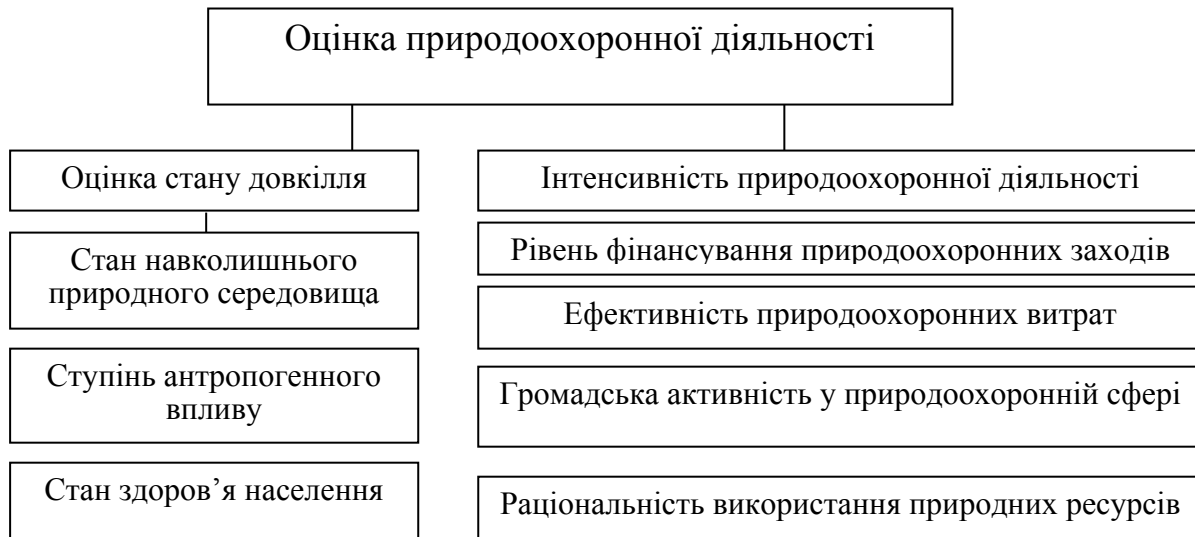 Оцінка природоохоронної діяльності
Оцінка стану довкілля
Стан навколишнього
природного середовища
Ступінь антропогенного
впливу
Стан здоров’я населення
Інтенсивність природоохоронної діяльності
Рівень фінансування природоохоронних заходів
Ефективність природоохоронних витрат
Громадська активність у природоохоронній сфері
Раціональність використання природних ресурсів